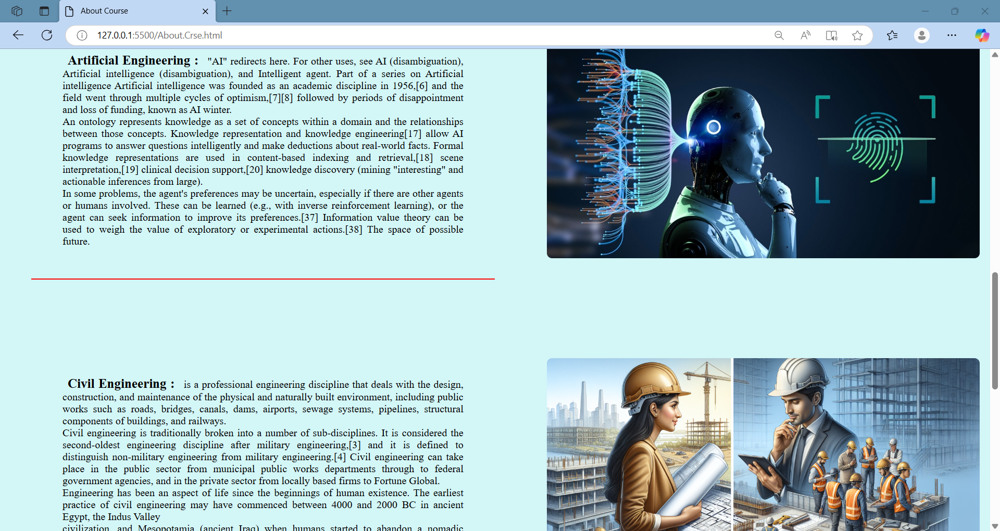 About Course
127.0.0.1:5500/About.Crse.html
Artificial Engineering : "AI" redirects here. For other uses, see AI (disambiguation),
Artificial intelligence (disambiguation), and Intelligent agent. Part of a series on Artificial
intelligence Artificial intelligence was founded as an academic discipline in 1956,[6] and the
field went through multiple cycles of optimism,[7][8] followed by periods of disappointment
and loss of funding, known as AI winter.
An ontology represents knowledge as a set of concepts within a domain and the relationships
between those concepts. Knowledge representation and knowledge engineering[17] allow AI
programs to answer questions intelligently and make deductions about real-world facts. Formal
knowledge representations are used in content-based indexing and retrieval,[18] scene
interpretation,[19] clinical decision support,[20] knowledge discovery (mining "interesting" and
actionable inferences from large).
In some problems, the agent's preferences may be uncertain, especially if there are other agents
or humans involved. These can be learned (e.g., with inverse reinforcement learning), or the
agent can seek information to improve its preferences.[37] Information value theory can be
used to weigh the value of exploratory or experimental actions.[38] The space of possible
future.
Civil Engineering : is a professional engineering discipline that deals with the design,
construction, and maintenance of the physical and naturally built environment, including public
works such as roads, bridges, canals, dams, airports, sewage systems, pipelines, structural
components of buildings, and railways.
Civil engineering is traditionally broken into a number of sub-disciplines. It is considered the
second-oldest engineering discipline after military engineering,[3] and it is defined to
distinguish non-military engineering from military engineering.[4] Civil engineering can take
place in the public sector from municipal public works departments through to federal
government agencies, and in the private sector from locally based firms to Fortune Global.
Engineering has been an aspect of life since the beginnings of human existence. The earliest
practice of civil engineering may have commenced between 4000 and 2000 BC in ancient
Egypt, the Indus Valley
civilization, and Mesopotamia (ancient Iraq) when humans started to abandon a nomadic